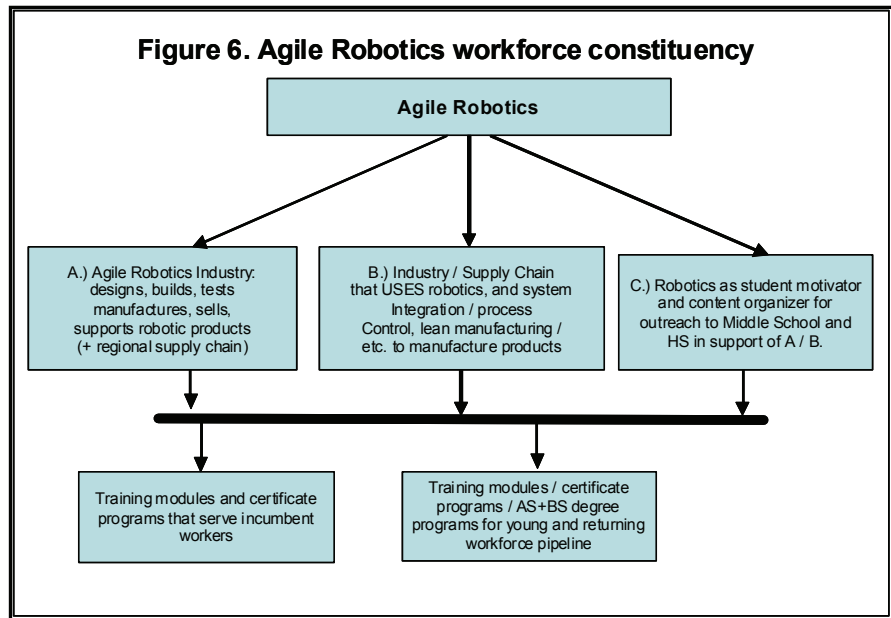 Figure 6. Agile Robotics workforce constituency
Agile Robotics
A.) Agile Robotics Industry:
designs, builds, tests
manufactures, sells,
supports robotic products
(+ regional supply chain)
B.) Industry / Supply Chain
that USES robotics, and system
Integration / process
Control, lean manufacturing /
etc. to manufacture products
C.) Robotics as student motivator
and content organizer for
outreach to Middle School and
HS in support of A / B.
Training modules and certificate
programs that serve incumbent
workers
Training modules / certificate
programs / AS+BS degree
programs for young and returning
workforce pipeline